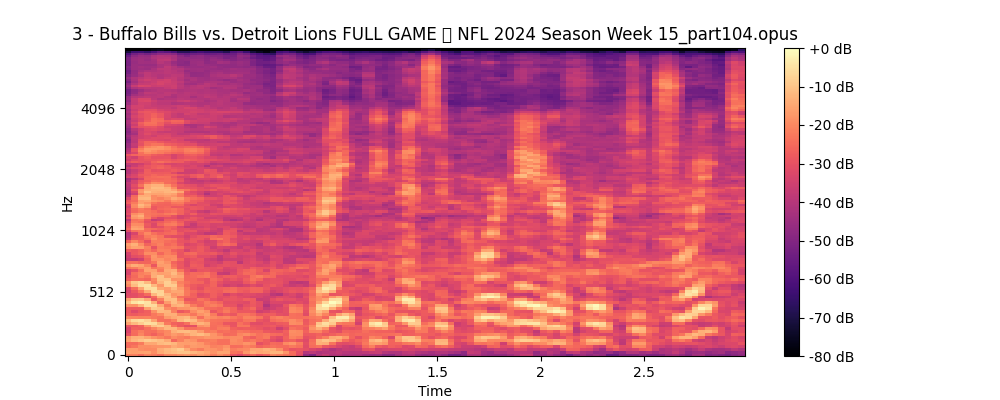 3 - Buffalo Bills vs. Detroit Lions FULL GAME ▯ NFL 2024 Season Week 15_part104.opus
+0 dB
-10 dB
-20 dB
-30 dB
-40 dB
-50 dB
-60 dB
-70 dB
-80 dB
4096
2048
1024
512
0
Hz
0
0.5
1
1.5
2
2.5
Time